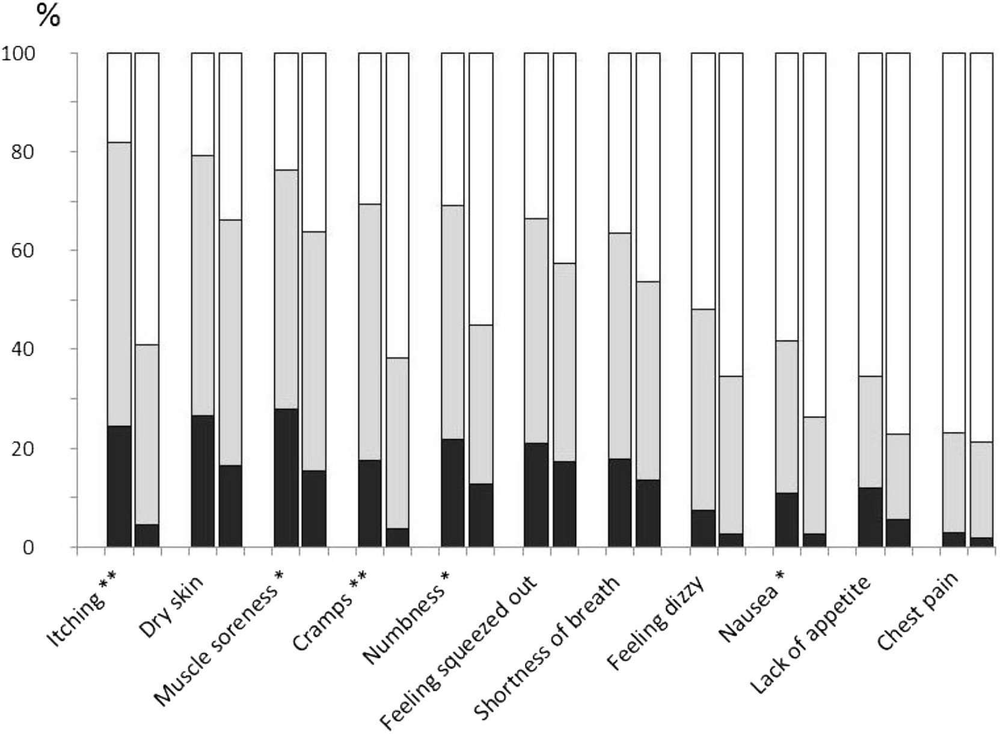 %
100
80
60
40
20
0
Itching **
Dry skin
Muscle soreness *
Cramps **
Numbness *
Feeling squeezed out
Shortness of breath
Feeling dizzy
Nausea *
Lack of appetite
Chest pain